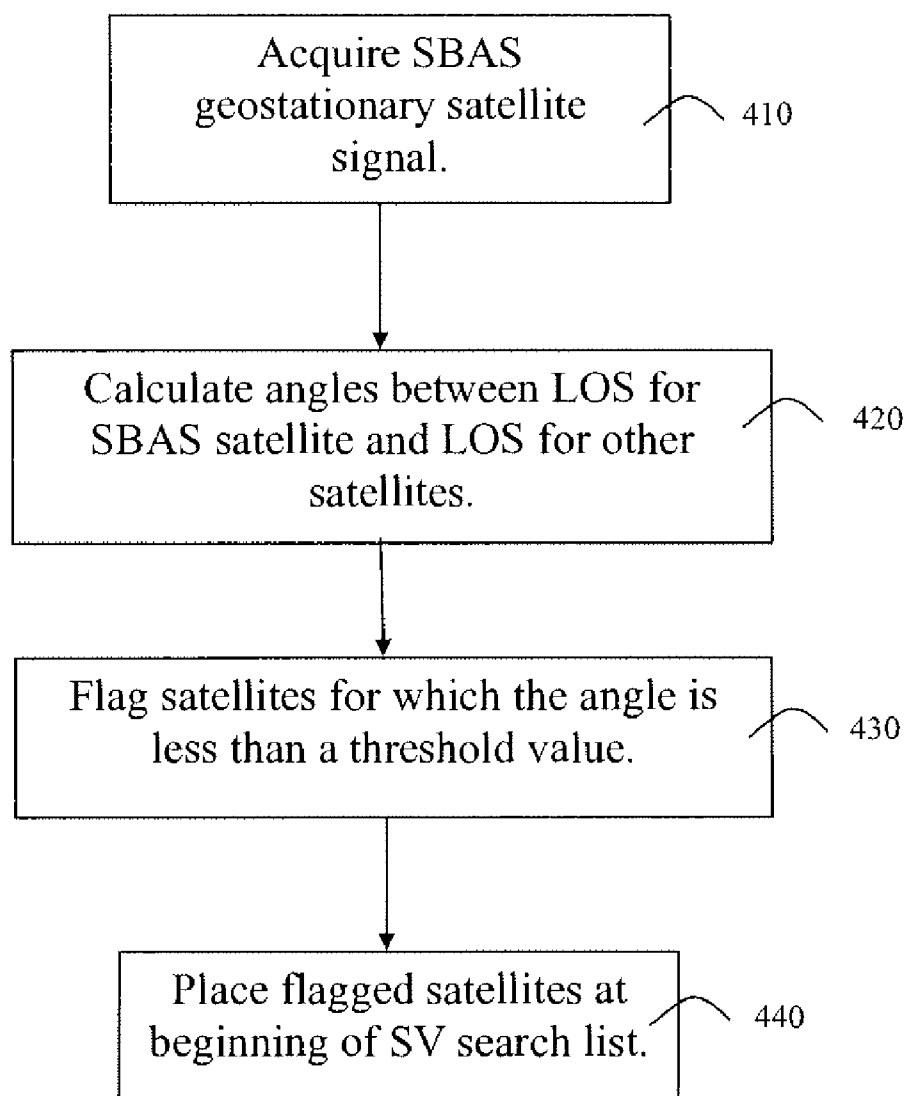 Acquire SBAS
geostationary satellite
signal.
410
Calculate angles between LOS for
SBAS satellite and LOS for other
satellites.
420
Flag satellites for which the angle is
less than a threshold value.
430
Place flagged satellites at
beginning of SV search list.
440